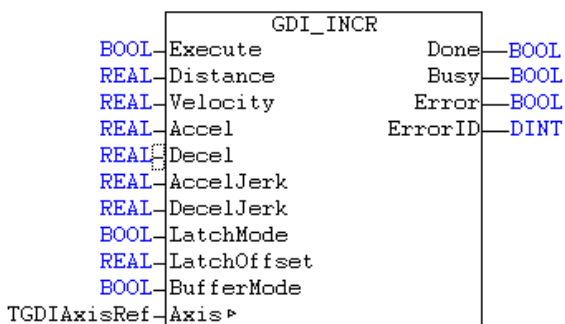 GDI_INCR
BOOL Execute Done BOOL
REAL Distance Busy BOOL
REAL Velocity Error BOOL
REAL Accel ErrorID DINT
REAL Decel
REAL AccelJerk
REAL DecelJerk
BOOL LatchMode
REAL LatchOffset
BOOL BufferMode
TGDIAxisRef Axis